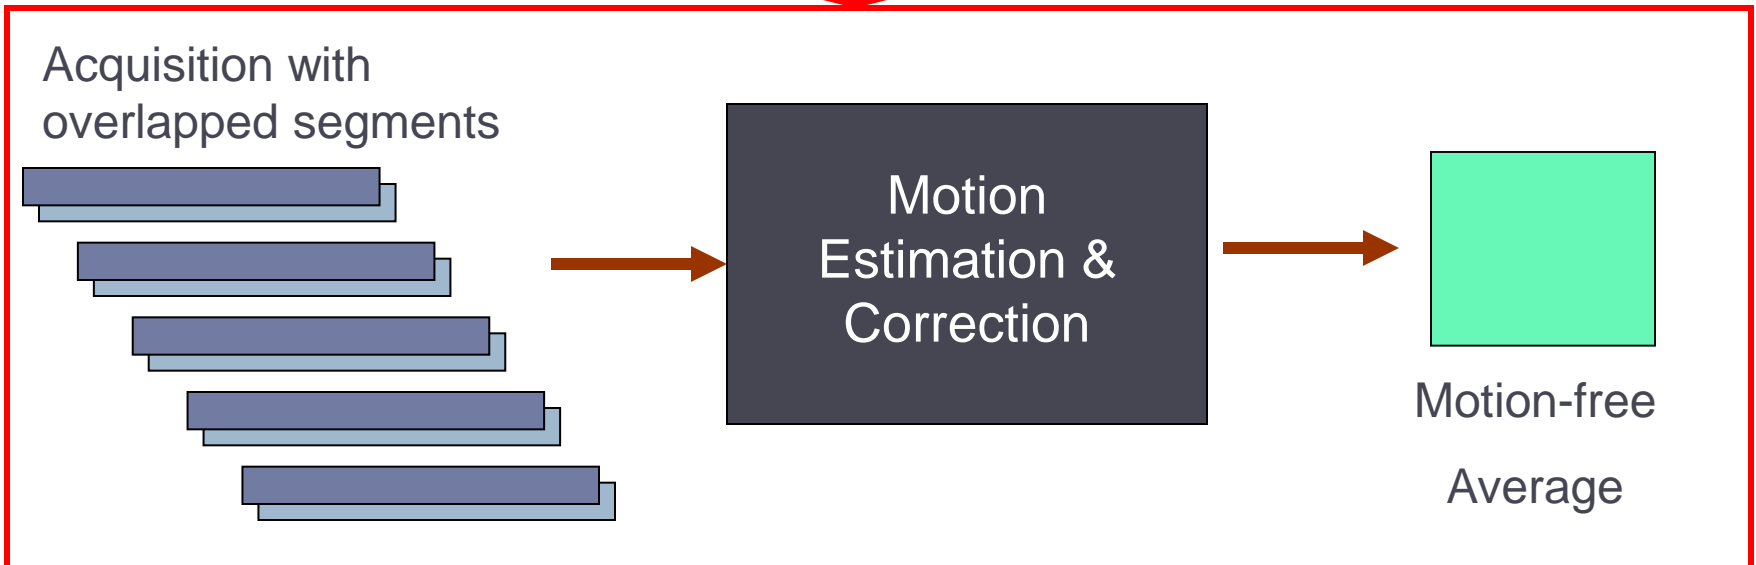 Acquisition with
overlapped segments
Motion
Estimation &
Correction
Motion-free
Average